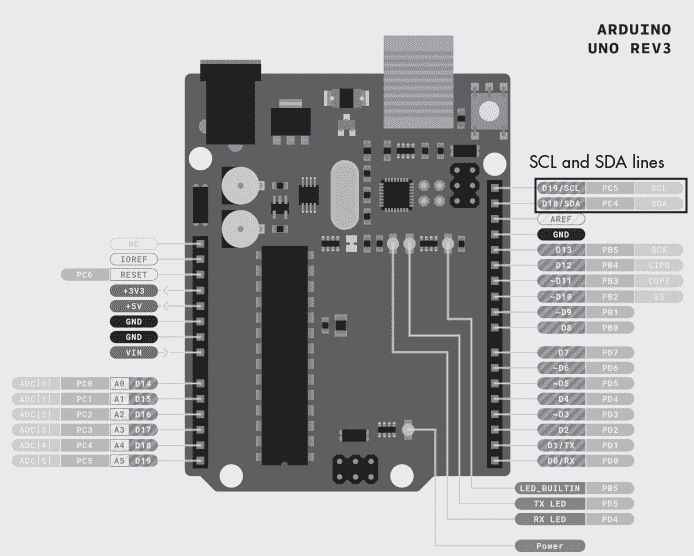 ARDUINO
UNO REV3
SCL and SDA lines
D19/SCL PC5 SCL
D18/SDA PC4 SDA
AREF
GND
D13 PB5 SCK
D12 PB4 CIPO
~D11 PB3 COPI
~D10 PB2 SS
~D9 PB1
D8 PB0
D7 PD7
~D6 PD6
~D5 PD5
D4 PD4
~D3 PD3
D2 PD2
D1/TX PD1
D0/RX PD0
LED_BUILTIN PB5
TX LED PD5
RX LED PD4
Power
NC
IOREF
PC6 RESET
+3V3
+5V
GND
GND
VIN
ADC[0] PC0 A0 D14
ADC[1] PC1 A1 D15
ADC[2] PC2 A2 D16
ADC[3] PC3 A3 D17
ADC[4] PC4 A4 D18
ADC[5] PC5 A5 D19